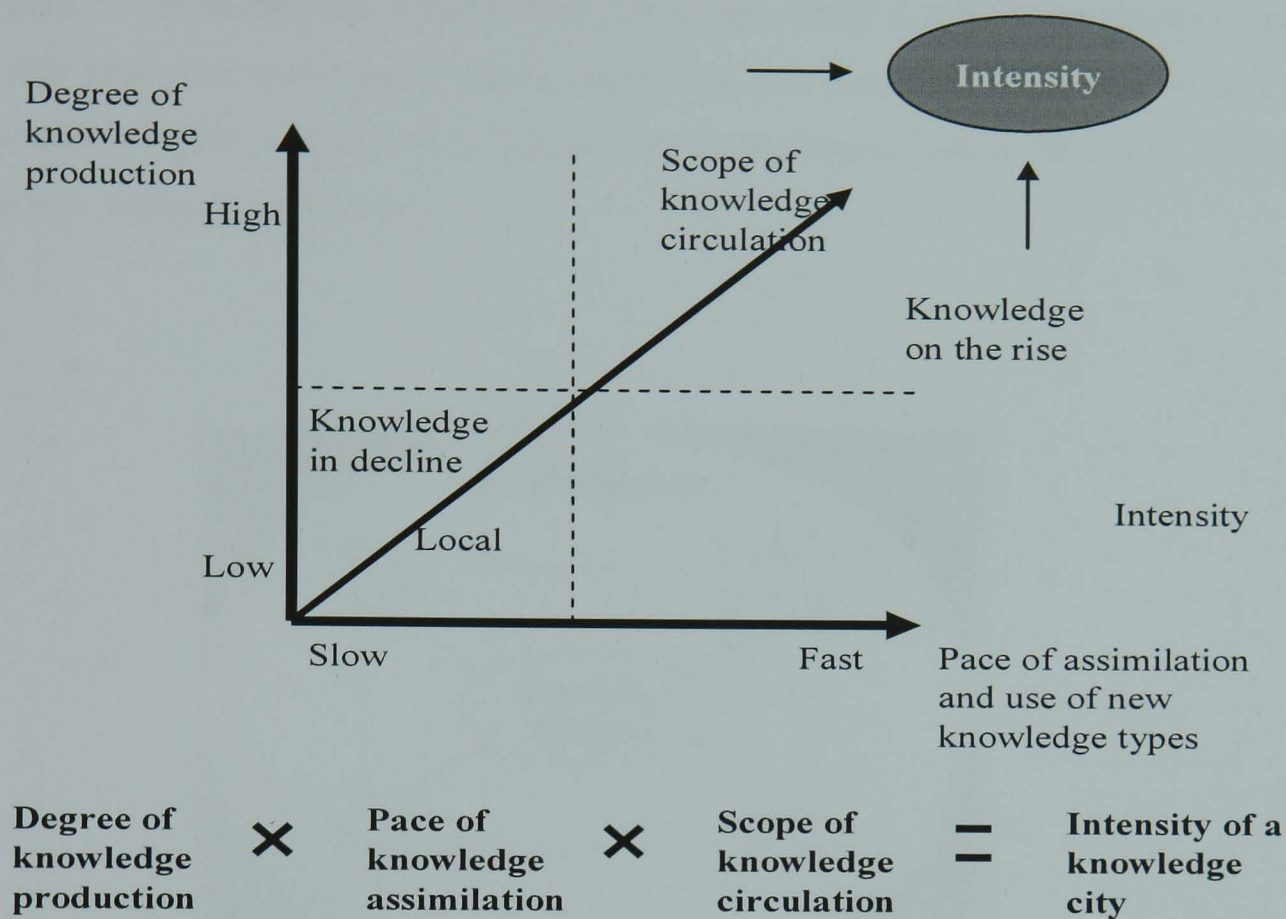 Intensity
Degree of
knowledge
production
High
Scope of
knowledge
circulation
Knowledge
on the rise
Knowledge
in decline
Local
Intensity
Low
Slow
Fast
Pace of assimilation
and use of new
knowledge types
Degree of
knowledge
production
×
Pace of
knowledge
assimilation
×
Scope of
knowledge
circulation
=
Intensity of a
knowledge
city